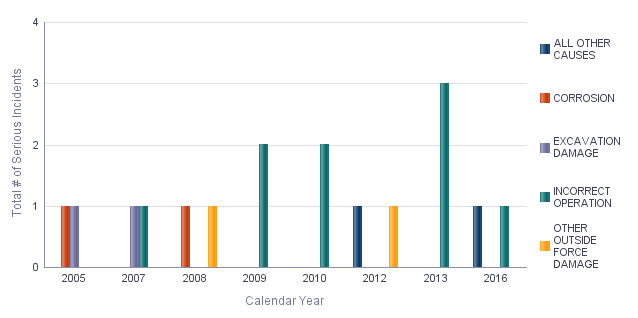 4
3
2
1
0
Total # of Serious Incidents
2005 2007 2008 2009 2010 2012 2013 2016
Calendar Year
ALL OTHER
CAUSES
CORROSION
EXCAVATION
DAMAGE
INCORRECT
OPERATION
OTHER
OUTSIDE
FORCE
DAMAGE